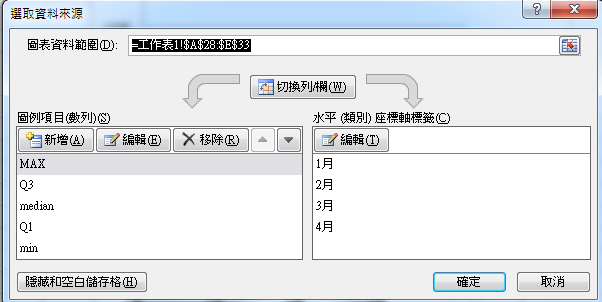 選取資料來源
圖表資料範圍(D): =工作表1!$A$28:$E$33
切換列/欄(W)
圖例項目(數列)(S)
新增(A) 編輯(E) 移除(R)
MAX
Q3
median
Q1
min
水平 (類別) 座標軸標籤(C)
編輯(T)
1月
2月
3月
4月
隱藏和空白儲存格(H) 確定 取消